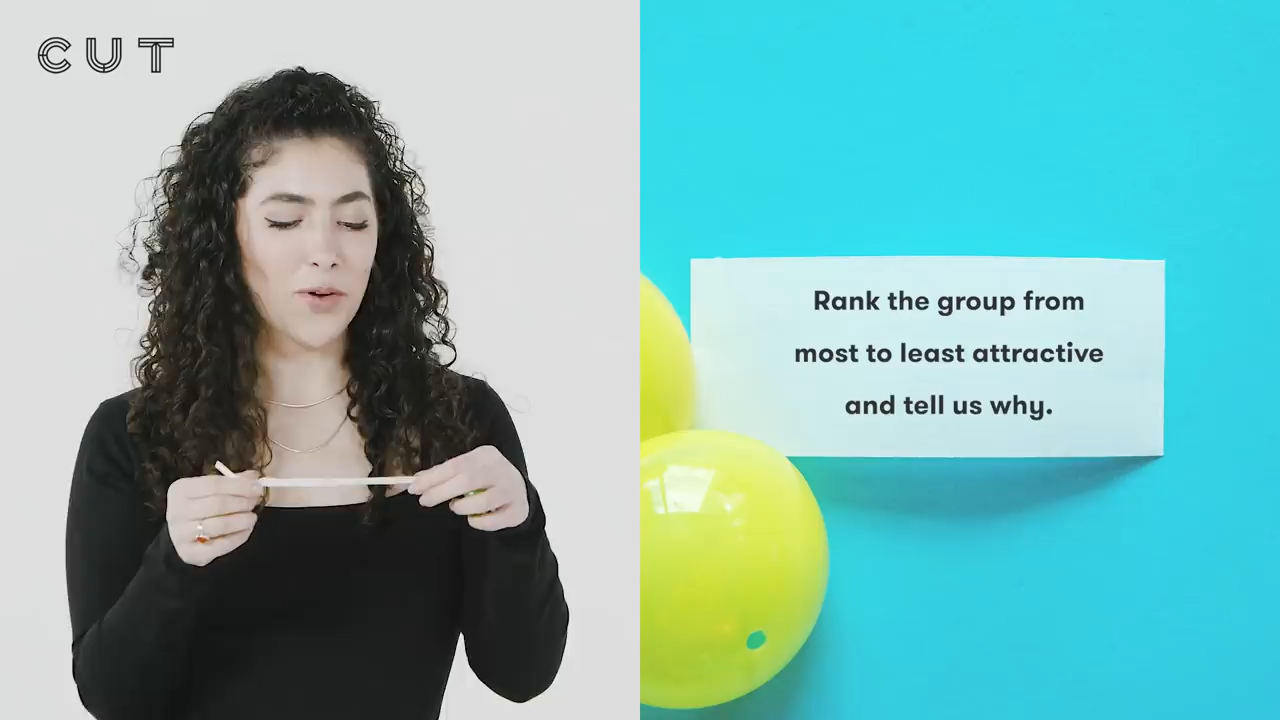 CUT
Rank the group from
most to least attractive
and tell us why.